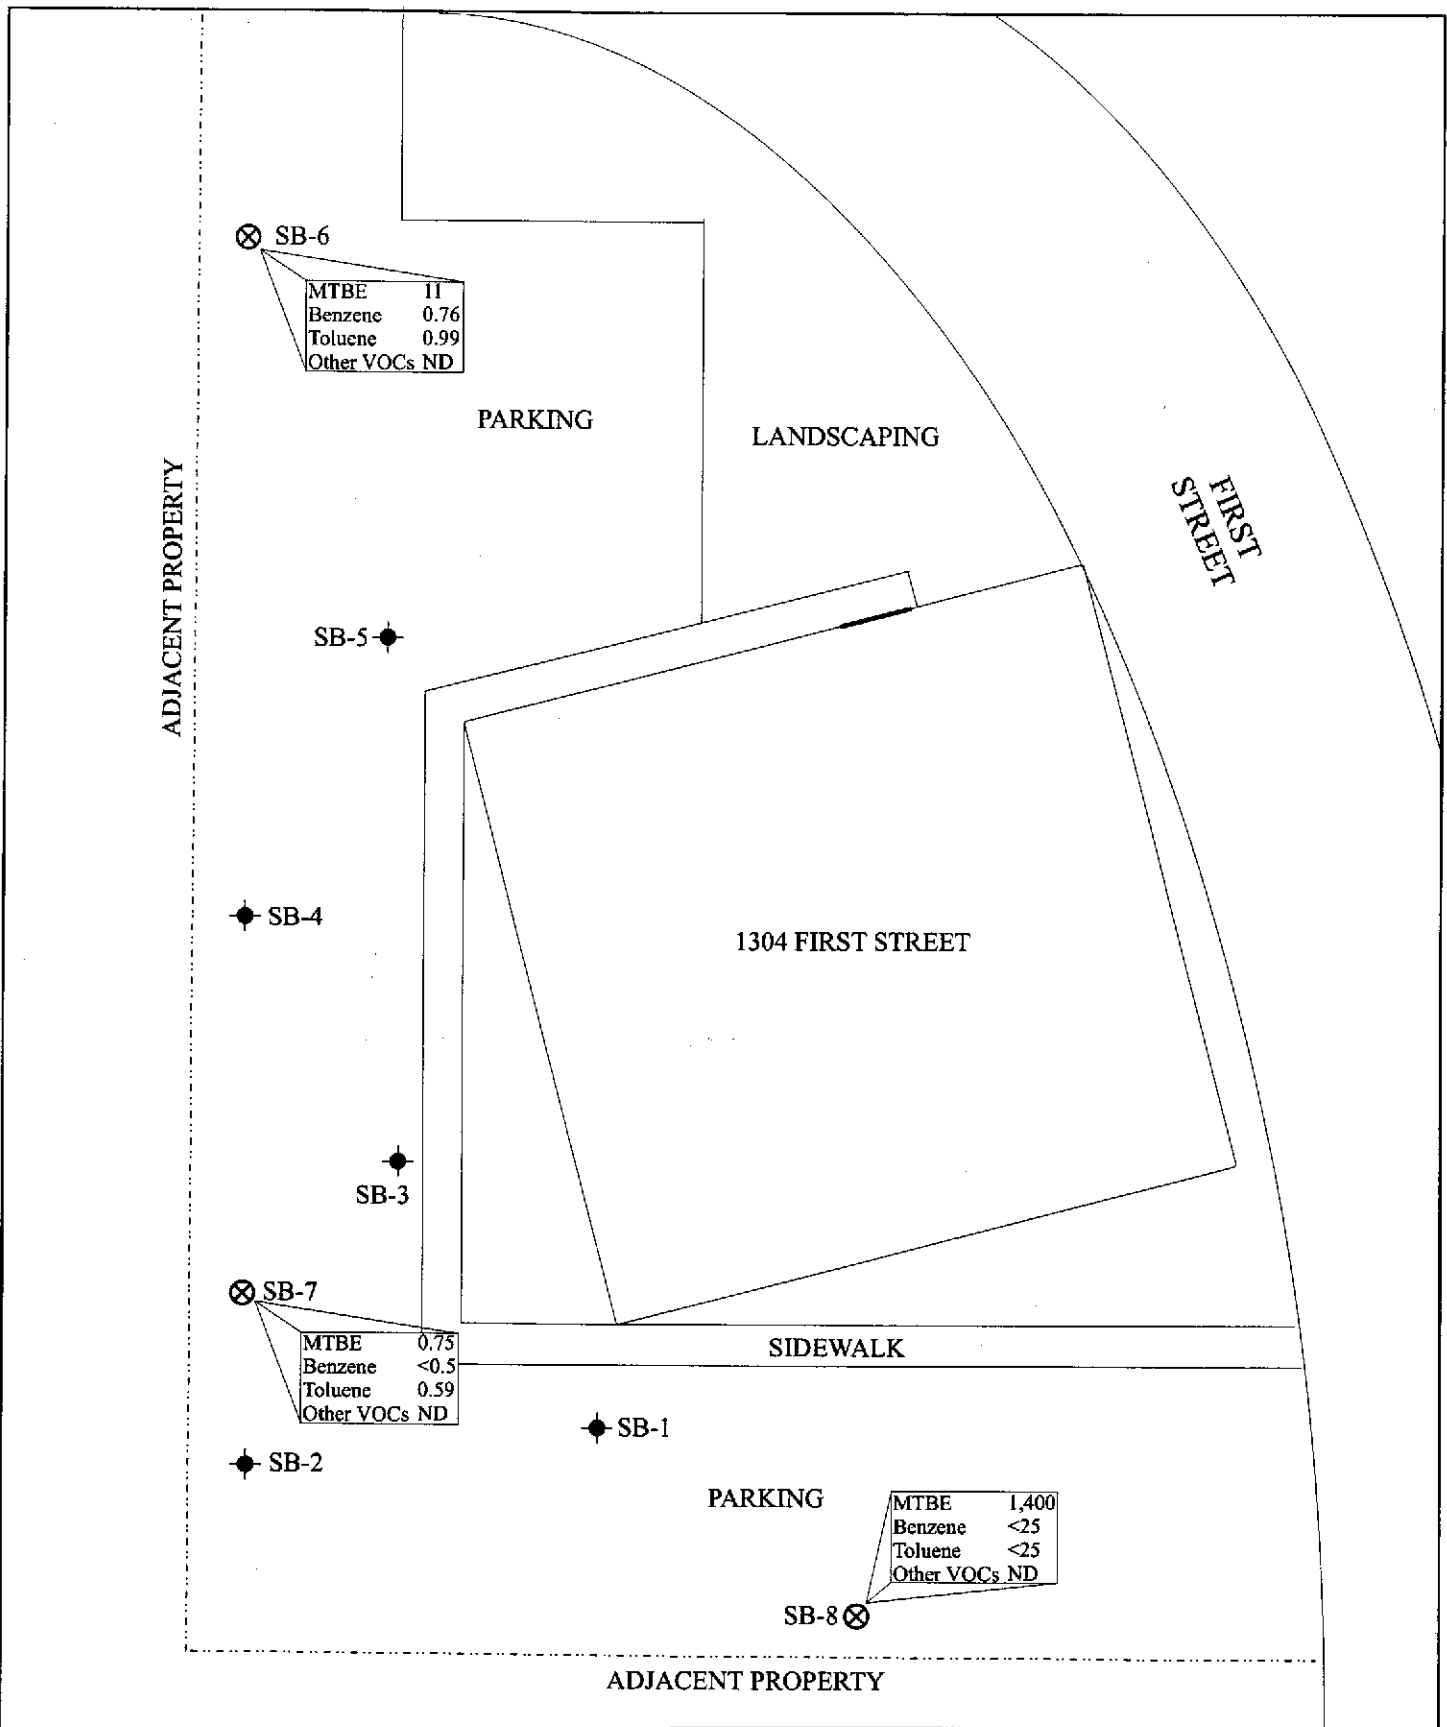 SB-6
MTBE 11
Benzene 0.76
Toluene 0.99
Other VOCs ND
PARKING
LANDSCAPING
FIRST
STREET
ADJACENT PROPERTY
SB-5
SB-4
1304 FIRST STREET
SB-3
SB-7
MTBE 0.75
Benzene <0.5
Toluene 0.59
Other VOCs ND
SIDEWALK
SB-1
SB-2
PARKING
MTBE 1,400
Benzene <25
Toluene <25
Other VOCs ND
SB-8
ADJACENT PROPERTY